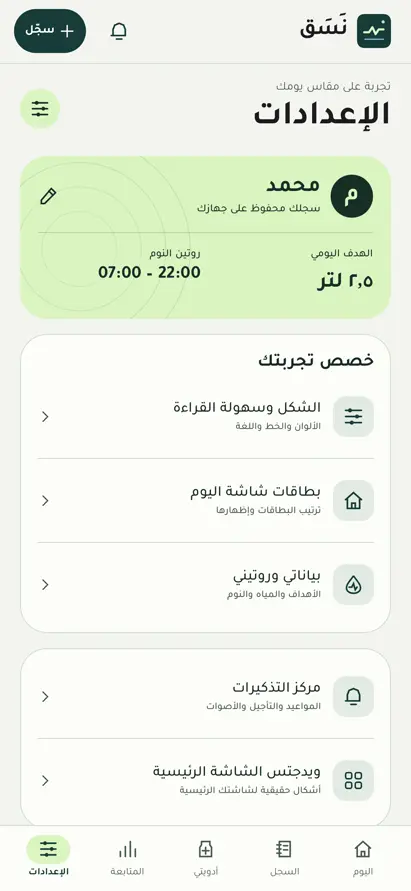 نَسَق
سجّل
تجربة على مقاس يومك
الإعدادات
م
محمد
سجلك محفوظ على جهازك
الهدف اليومي
٢,٥ لتر
روتين النوم
22:00 - 07:00
خصص تجربتك
الشكل وسهولة القراءة
الألوان والخط واللغة
بطاقات شاشة اليوم
ترتيب البطاقات وإظهارها
بياناتي وروتيني
الأهداف والمياه والنوم
مركز التذكيرات
المواعيد والتأجيل والأصوات
ويدجتس الشاشة الرئيسية
أشكال حقيقية لشاشتك الرئيسية
اليوم
السجل
أدويتي
المتابعة
الإعدادات